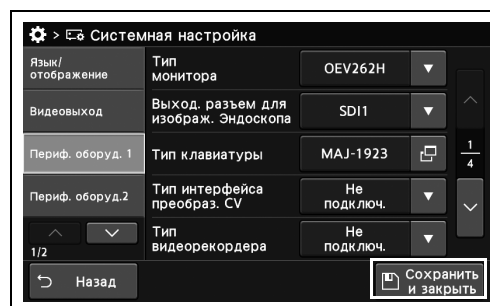 > Системная настройка
Язык/
отображение
Тип
монитора
OEV262H
Видеовыход
Выход. разъем для
изображ. Эндоскопа
SDI1
Периф. оборуд. 1
Тип клавиатуры
MAJ-1923
1
4
Периф. оборуд.2
Тип интерфейса
преобраз. CV
Не
подключ.
1/2
Тип
видеорекордера
Не
подключ.
Назад
Сохранить
и закрыть